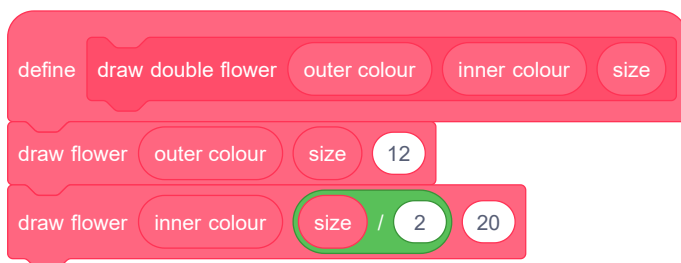 define draw double flower outer colour inner colour size
draw flower outer colour size 12
draw flower inner colour size / 2 20